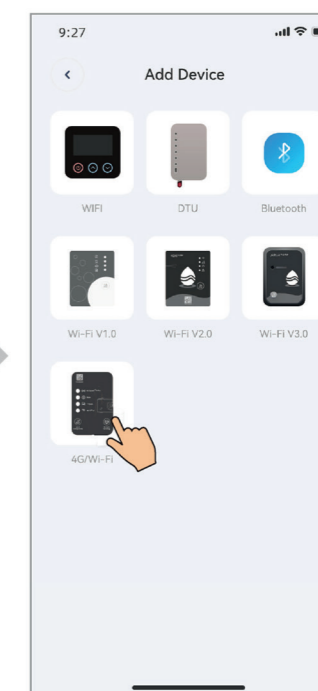 9:27
Add Device
WIFI
DTU
Bluetooth
Wi-Fi V1.0
Wi-Fi V2.0
Wi-Fi V3.0
4G/Wi-Fi